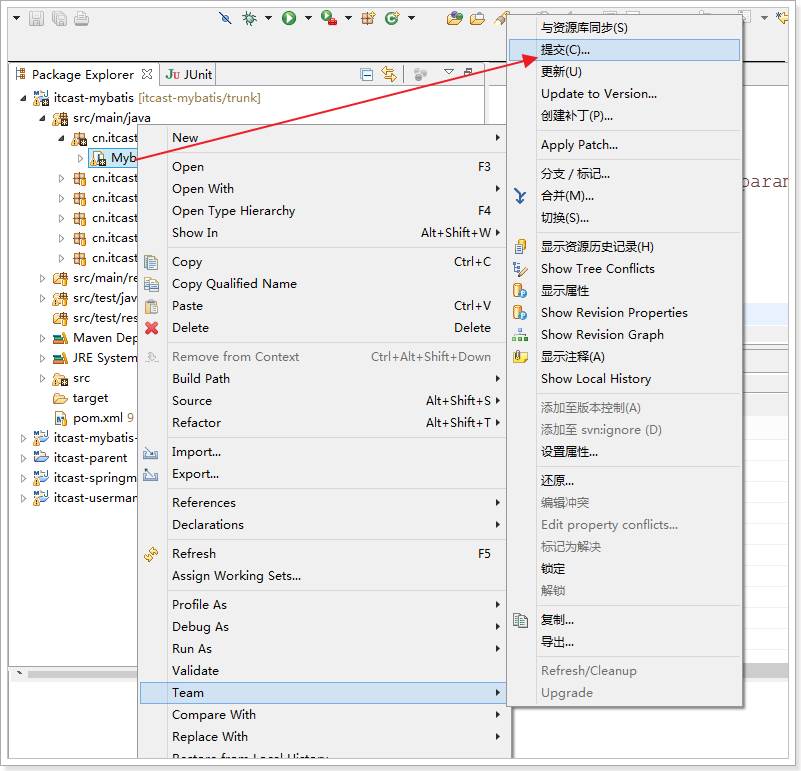 Package Explorer
JUnit
itcast-mybatis [itcast-mybatis/trunk]
src/main/java
cn.itcast
Myb
cn.itcast
cn.itcast
cn.itcast
cn.itcast
cn.itcast
src/main/re
src/test/jav
src/test/res
Maven Dep
JRE System
src
target
pom.xml 9
itcast-mybatis-
itcast-parent
itcast-springm
itcast-userman
New
Open F3
Open With
Open Type Hierarchy F4
Show In Alt+Shift+W
Copy Ctrl+C
Copy Qualified Name
Paste Ctrl+V
Delete Delete
Remove from Context Ctrl+Alt+Shift+Down
Build Path
Source Alt+Shift+S
Refactor Alt+Shift+T
Import...
Export...
References
Declarations
Refresh F5
Assign Working Sets...
Profile As
Debug As
Run As
Validate
Team
Compare With
Replace With
Restore from Local History
与资源库同步(S)
提交(C)...
更新(U)
Update to Version...
创建补丁(P)...
Apply Patch...
分支 / 标记...
合并(M)...
切换(S)...
显示资源历史记录(H)
Show Tree Conflicts
显示属性
Show Revision Properties
Show Revision Graph
显示注释(A)
Show Local History
添加至版本控制(A)
添加至 svn:ignore (D)
设置属性...
还原...
编辑冲突
Edit property conflicts...
标记为解决
锁定
解锁
复制...
导出...
Refresh/Cleanup
Upgrade
paran